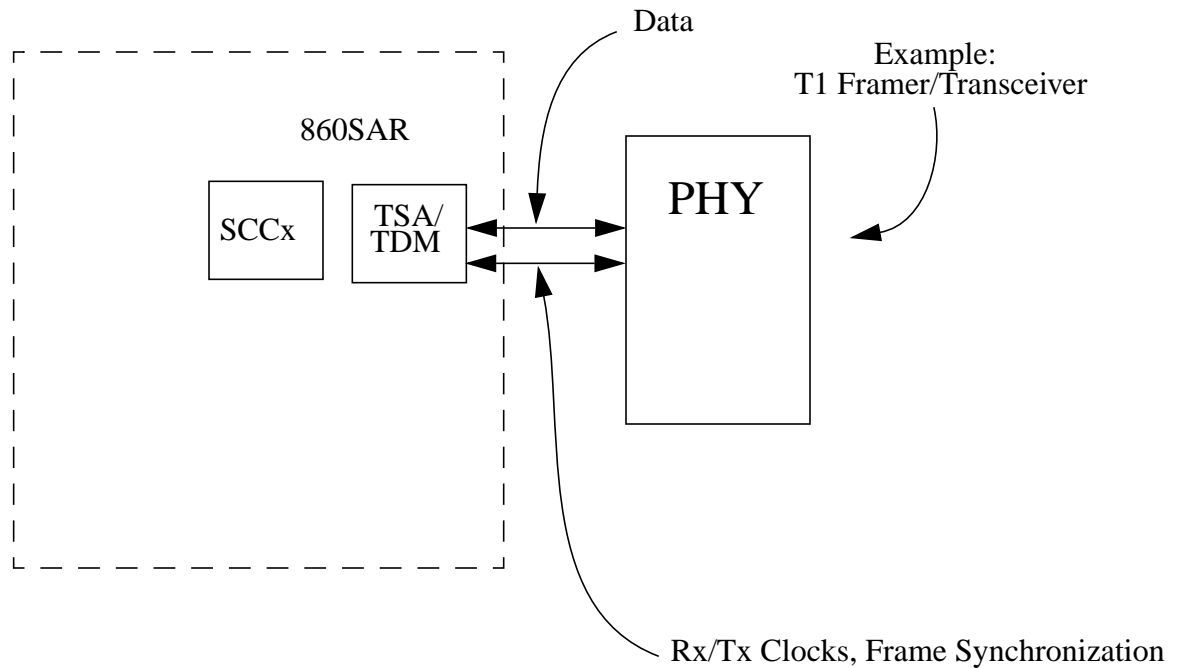 Data
Example:
T1 Framer/Transceiver
860SAR
SCCx
TSA/
TDM
PHY
Rx/Tx Clocks, Frame Synchronization